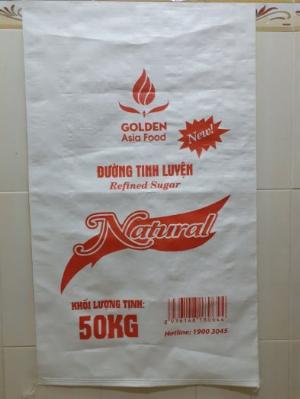 GOLDEN
Asia Food
New!
ĐƯỜNG TINH LUYỆN
Refined Sugar
Natural
KHỐI LƯỢNG TỊNH:
50KG
Hotline: 1900 3045